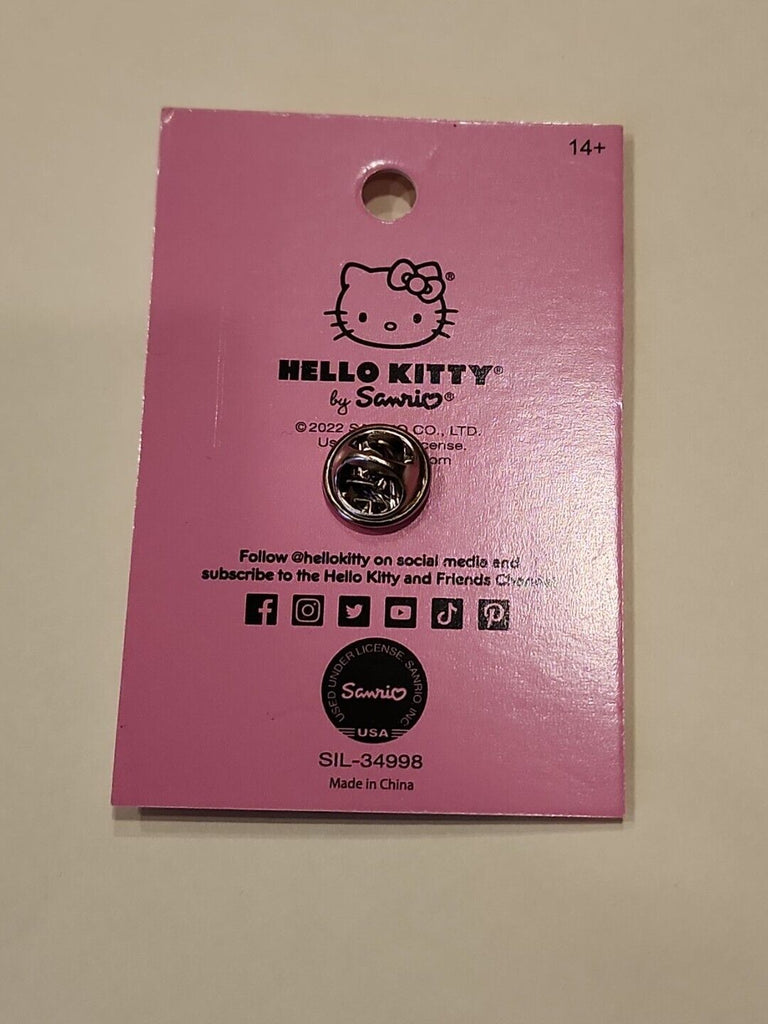 14+
®
HELLO KITTY®
by Sanrio®
©2022 CO., LTD.
Follow @hellokitty on social media and
subscribe to the Hello Kitty and Friends
USED UNDER LICENSE. SANRIO INC
Sanrio
USA
SIL-34998
Made in China